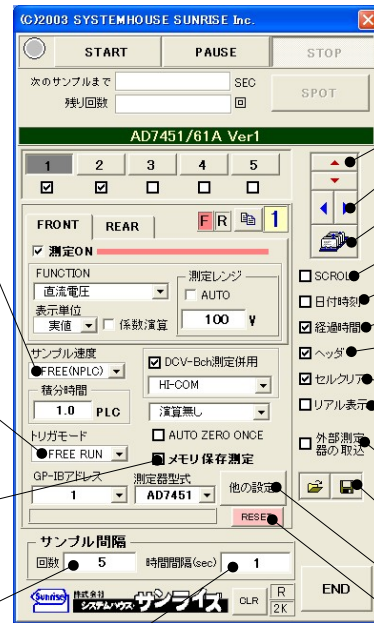 (C)2003 SYSTEMHOUSE SUNRISE Inc.
START PAUSE STOP
次のサンプルまで SEC
残り回数 回
SPOT
AD7451/61A Ver1
1 2 3 4 5
FRONT REAR F R 1
測定ON
FUNCTION
直流電圧
表示単位
実値 係数演算
測定レンジ
AUTO
100 V
サンプル速度
FREE(NPLC)
積分時間
1.0 PLC
トリガモード
FREE RUN
DCV-Bch測定併用
HI-COM
演算無し
AUTO ZERO ONCE
メモリ保存測定
GP-IBアドレス
1
測定器型式
AD7451
他の設定
RESET
SCROLL
日付時刻
経過時間
ヘッダ
セルクリア
リアル表示
外部測定
器の取込
サンプル間隔
回数 5 時間間隔(sec) 1
Sunrise 株式会社
システムハウス サンライズ
CLR R
2K
END